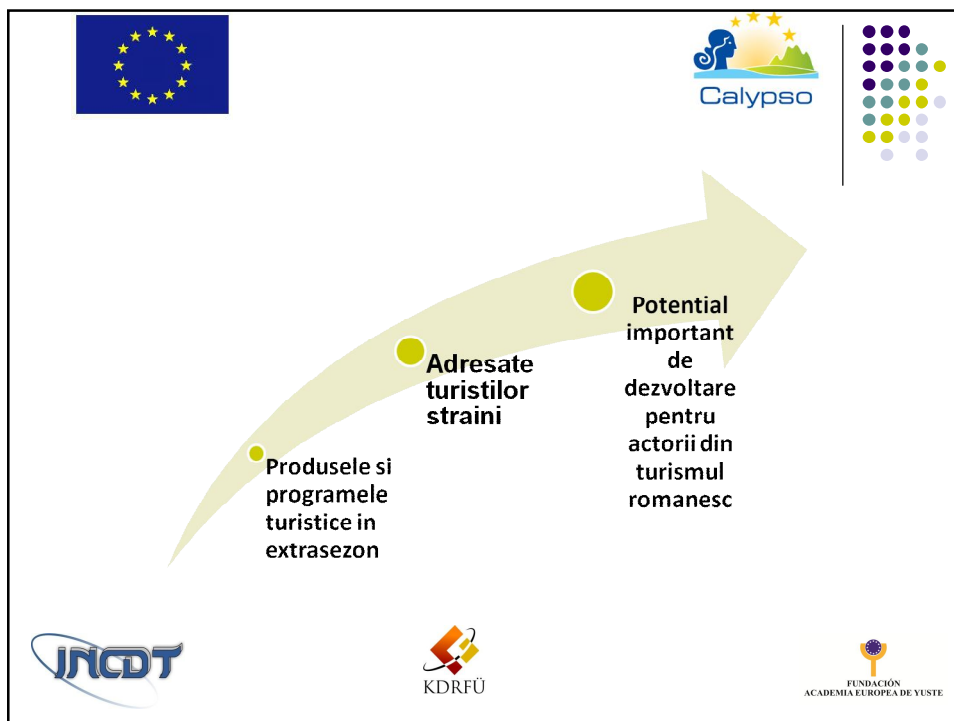 Calypso
Potential
important
de
dezvoltare
pentru
actorii din
turismul
romanesc
Adresate
turistilor
straini
Produsele si
programele
turistice in
extrasezon
INCDT
KDRFÜ
FUNDACIÓN
ACADEMIA EUROPEA DE YUSTE